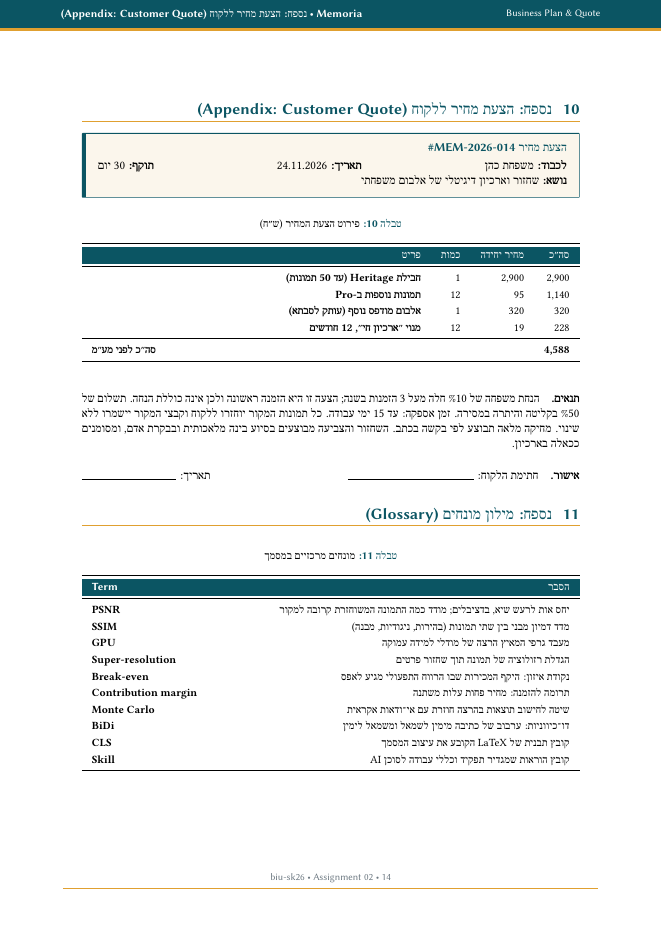 נספח: הצעת מחיר ללקוח (Appendix: Customer Quote) • Memoria
Business Plan & Quote
10 נספח: הצעת מחיר ללקוח (Appendix: Customer Quote)
הצעת מחיר MEM-2026-014#
לכבוד: משפחת כהן תאריך: 24.11.2026 תוקף: 30 יום
נושא: שחזור וארכיון דיגיטלי של אלבום משפחתי
טבלה 10: פירוט הצעת המחיר (ש״ח)
סה״כ מחיר יחידה כמות פריט
2,900 2,900 1 חבילת Heritage (עד 50 תמונות)
1,140 95 12 תמונות נוספות ב-Pro
320 320 1 אלבום מודפס נוסף (עותק לסבתא)
228 19 12 מנוי ״ארכיון חי״, 12 חודשים
4,588 סה״כ לפני מע״מ
תנאים. הנחת משפחה של 10% חלה מעל 3 הזמנות בשנה; הצעה זו היא הזמנה ראשונה ולכן אינה כוללת הנחה. תשלום של
50% בקליטה והיתרה במסירה. זמן אספקה: עד 15 ימי עבודה. כל תמונות המקור יוחזרו ללקוח וקבצי המקור יישמרו ללא
שינוי. מחיקה מלאה תבוצע לפי בקשה בכתב. השחזור והצביעה מבוצעים בסיוע בינה מלאכותית ובבקרת אדם, ומסומנים
ככאלה בארכיון.
אישור. חתימת הלקוח: תאריך:
11 נספח: מילון מונחים (Glossary)
טבלה 11: מונחים מרכזיים במסמך
הסבר Term
יחס אות לרעש שיא, בדציבלים; מודד כמה התמונה המשוחזרת קרובה למקור PSNR
מדד דמיון מבני בין שתי תמונות (בהירות, ניגודיות, מבנה) SSIM
מעבד גרפי המאיץ הרצה של מודלי למידה עמוקה GPU
הגדלת רזולוציה של תמונה תוך שחזור פרטים Super-resolution
נקודת איזון: היקף המכירות שבו הרווח התפעולי מגיע לאפס Break-even
תרומה להזמנה: מחיר פחות עלות משתנה Contribution margin
שיטה לחישוב תוצאות בהרצה חוזרת עם אי־ודאות אקראית Monte Carlo
דו־כיווניות: ערבוב של כתיבה מימין לשמאל ומשמאל לימין BiDi
קובץ תבנית של LaTeX הקובע את עיצוב המסמך CLS
קובץ הוראות שמגדיר תפקיד וכללי עבודה לסוכן AI Skill
biu-sk26 • Assignment 02 • 14